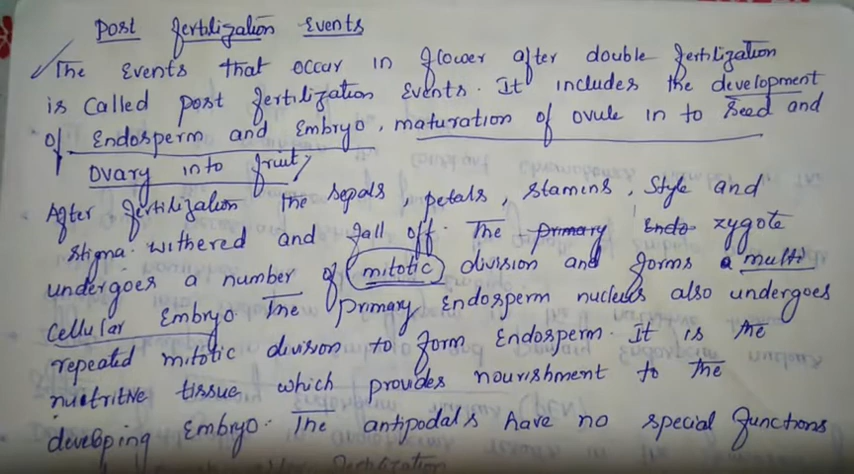 Post fertilization Events
The Events that occur in flower after double fertilization
is called post fertilization Events. It includes the development
of Endosperm and Embryo, maturation of ovule in to seed and
ovary into fruit,
After fertilization the sepals, petals, stamens, style and
stigma withered and fall off. The Primary Endo zygote
undergoes a number of mitotic division and forms a multi
cellular Embryo. The primary Endosperm nucleus also undergoes
repeated mitotic division to form Endosperm. It is the
nutritive tissue which provides nourishment to the
developing Embryo. The antipodals have no special functions
fertilization